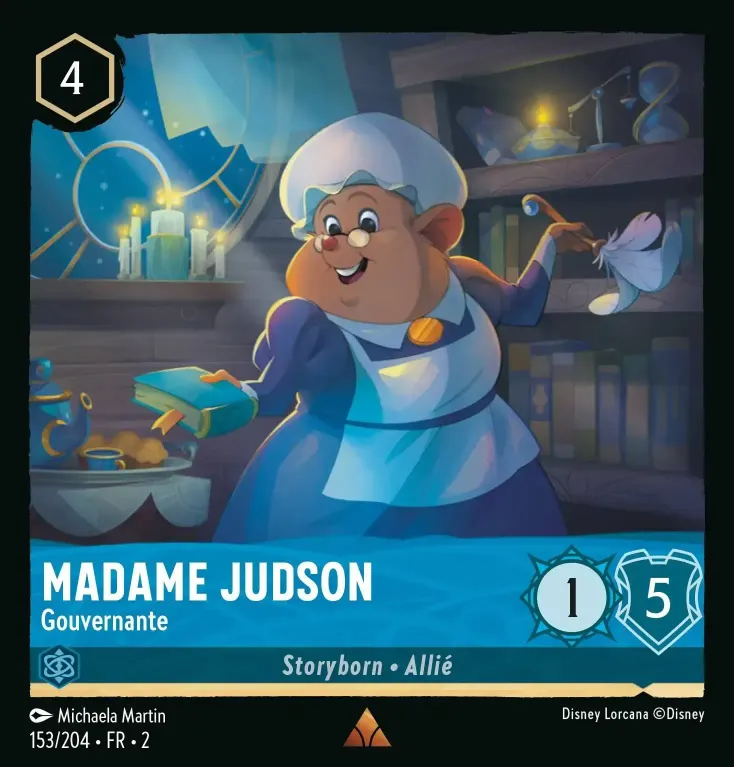 4
MADAME JUDSON
Gouvernante
1
5
Storyborn • Allié
Michaela Martin
Disney Lorcana ©Disney
153/204 • FR • 2